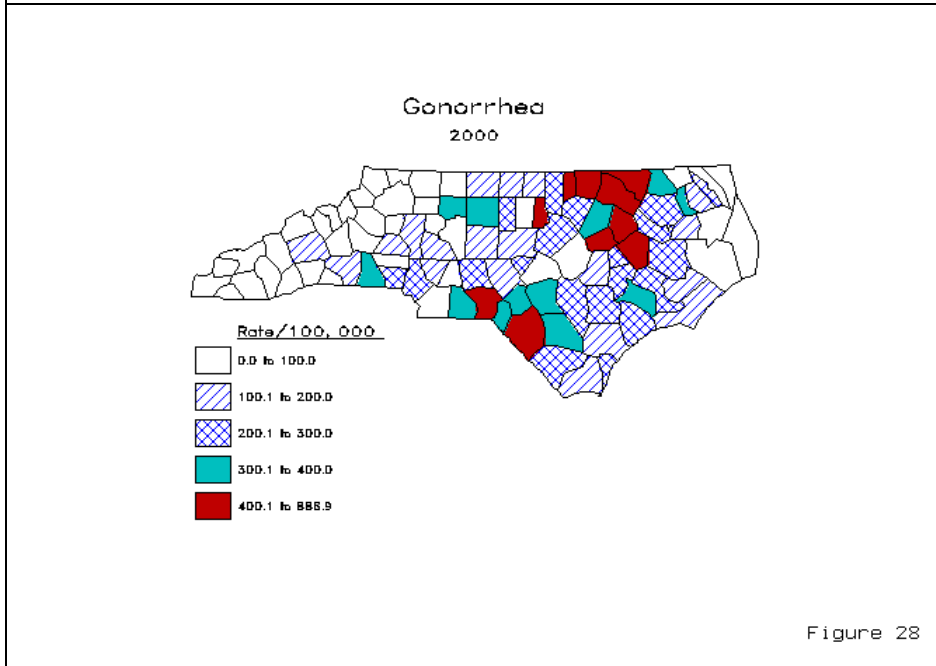 Gonorrhea
2000
Rate/100, 000
0.0 to 100.0
100.1 to 200.0
200.1 to 300.0
300.1 to 400.0
400.1 to 886.9
Figure 28